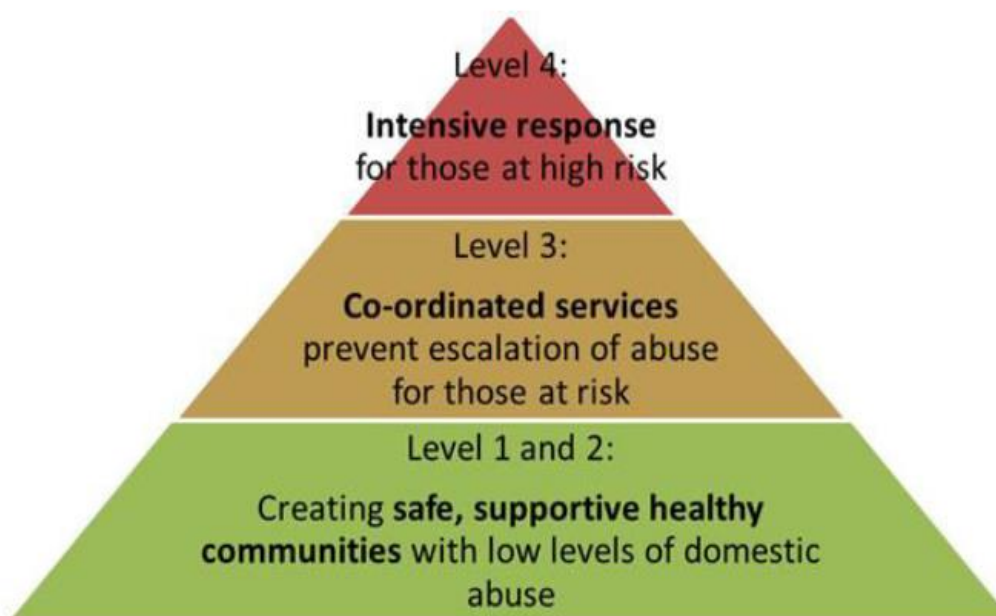 Level 4:
Intensive response
for those at high risk
Level 3:
Co-ordinated services
prevent escalation of abuse
for those at risk
Level 1 and 2:
Creating safe, supportive healthy
communities with low levels of domestic
abuse